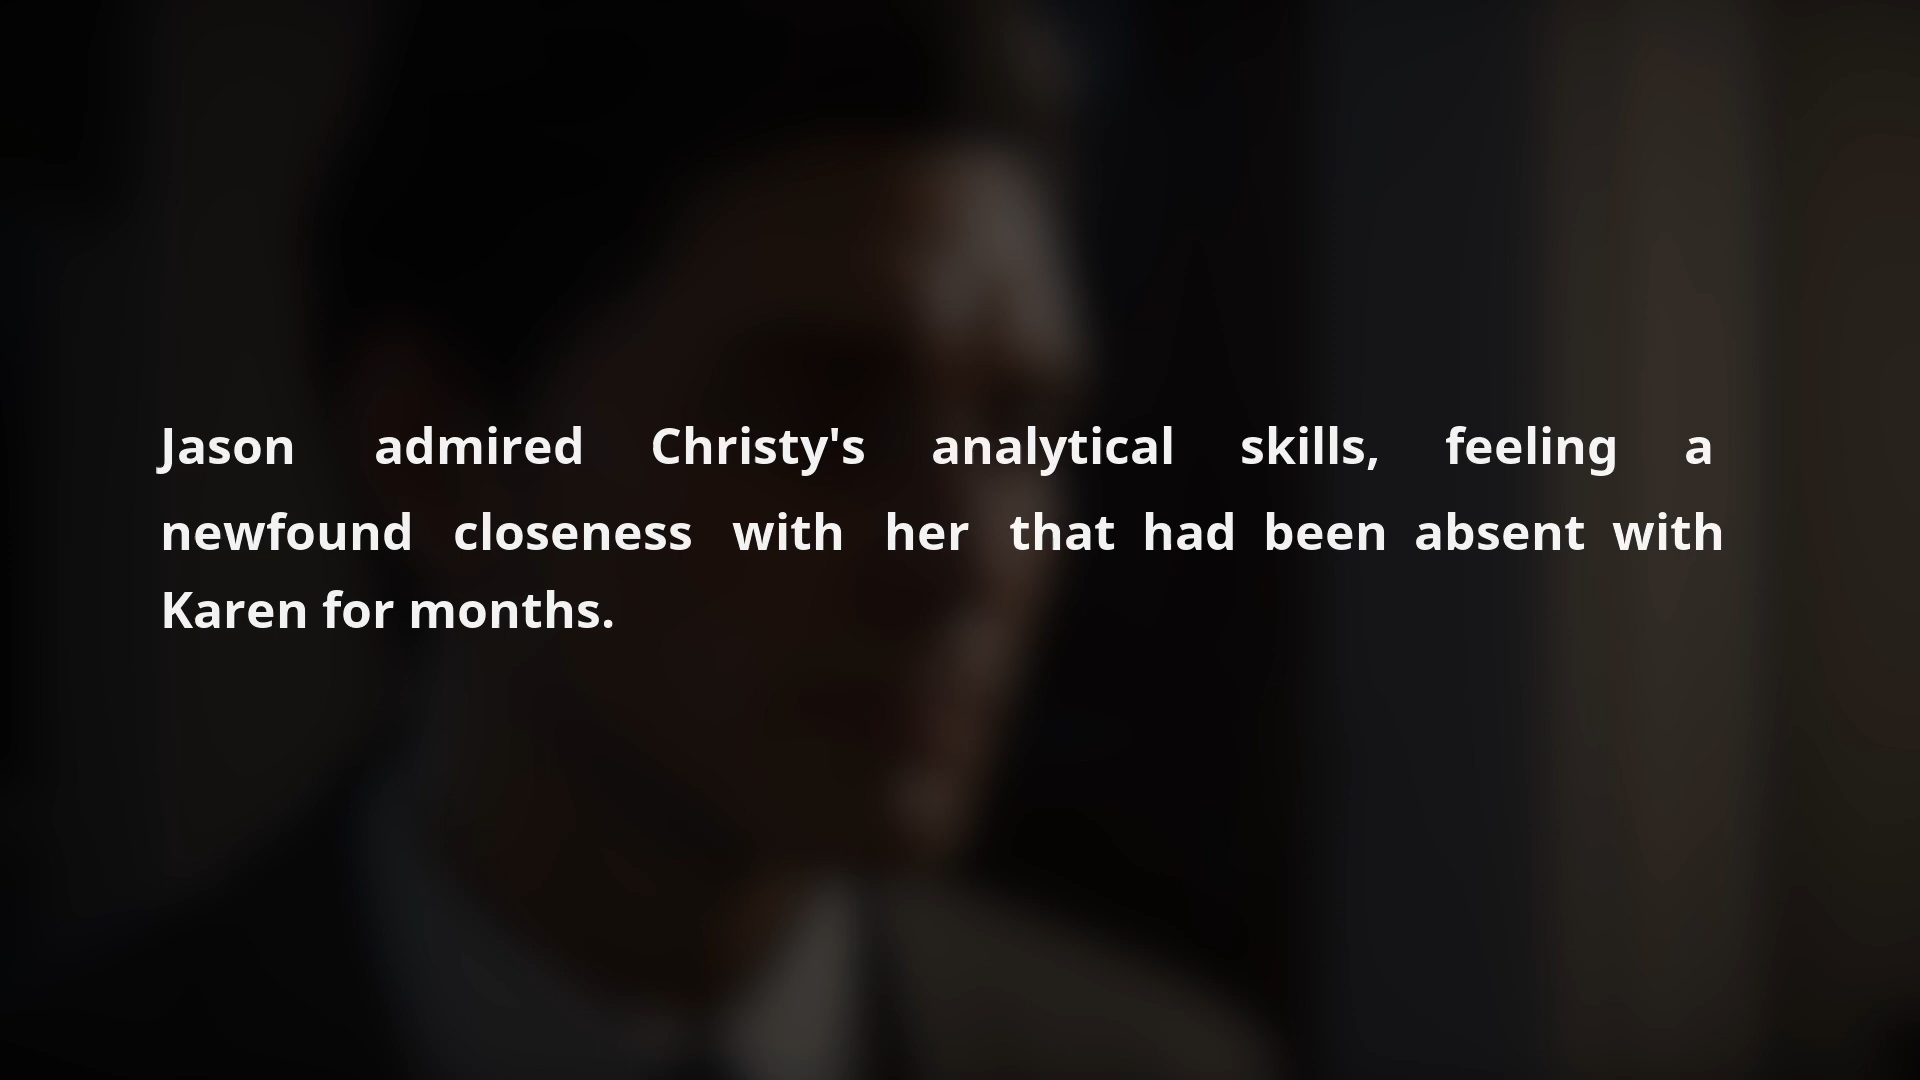 Jason admired Christy's analytical skills, feeling a
newfound closeness with her that had been absent with
Karen for months.